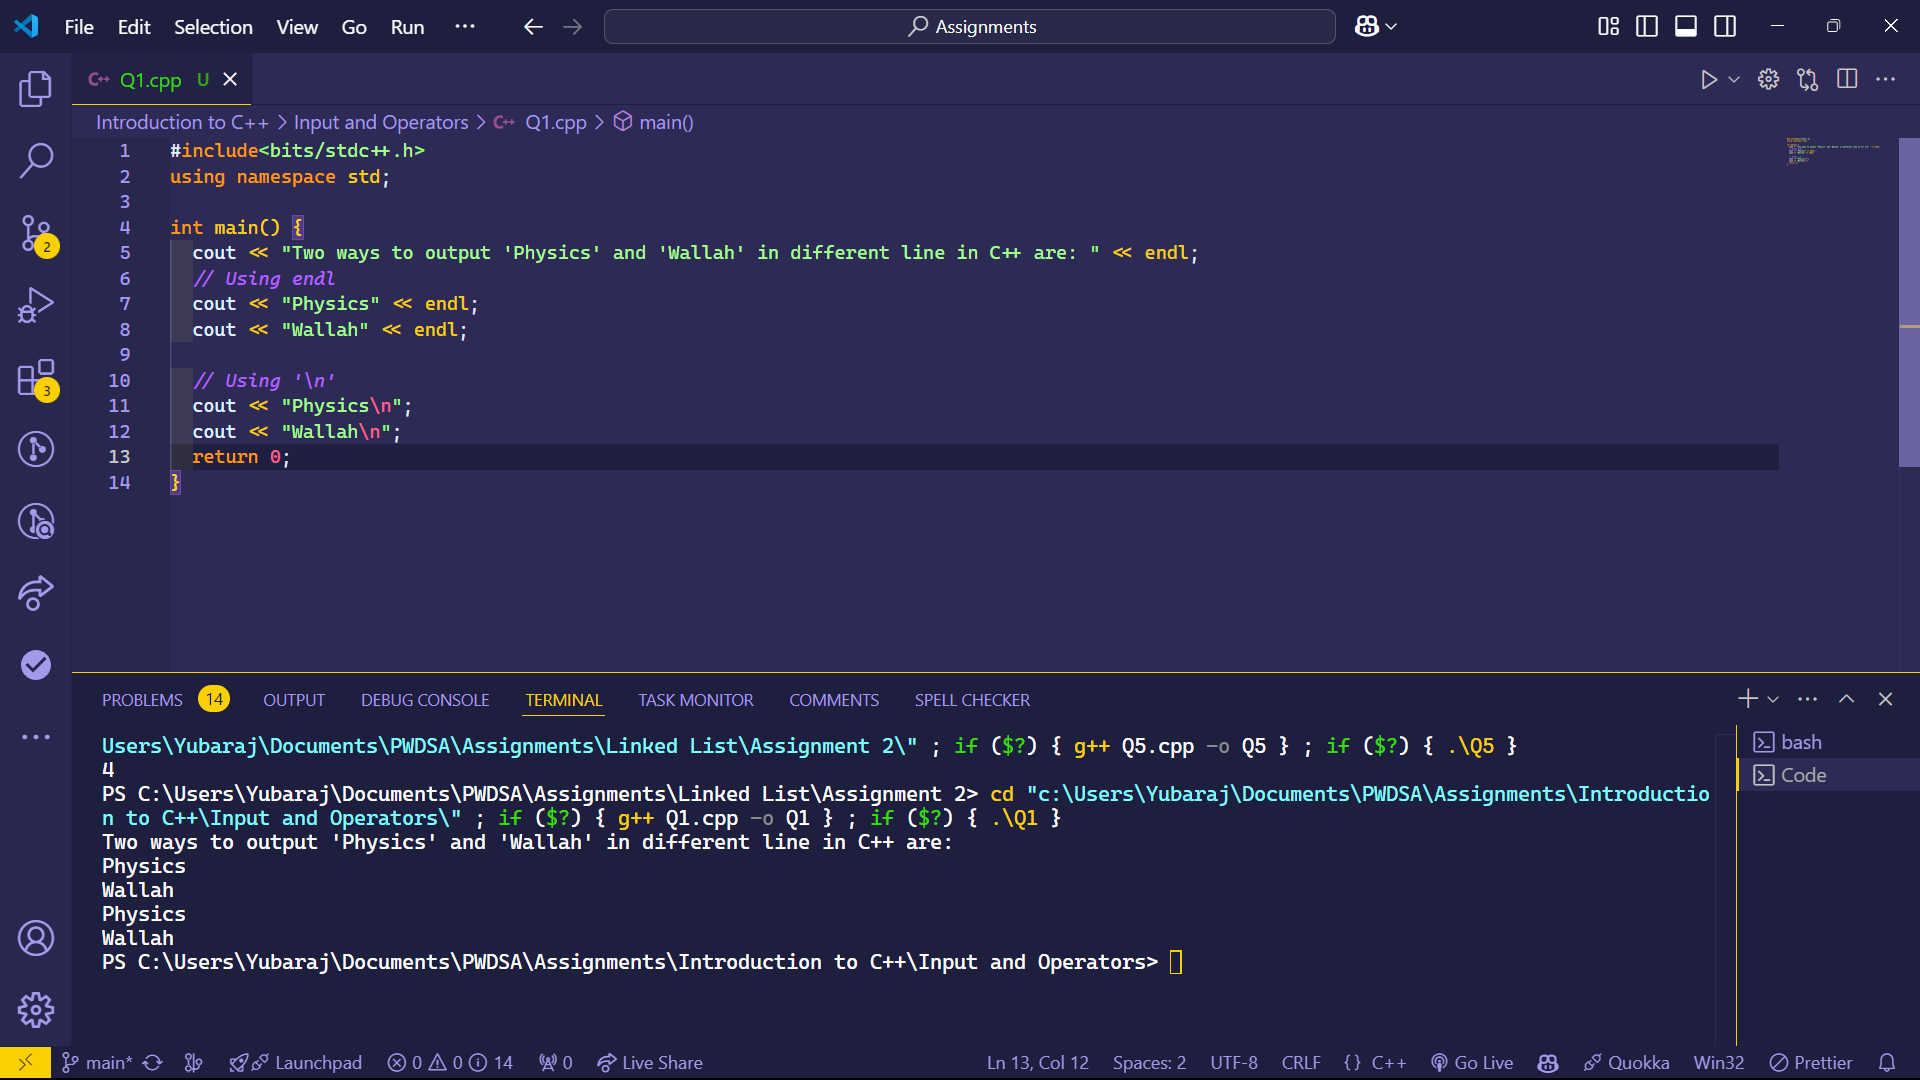 File Edit Selection View Go Run ··· Assignments
C++ Q1.cpp U
Introduction to C++ > Input and Operators > C++ Q1.cpp > main()
1 #include<bits/stdc++.h>
2 using namespace std;
3
4 int main() {
5 cout << "Two ways to output 'Physics' and 'Wallah' in different line in C++ are: " << endl;
6 // Using endl
7 cout << "Physics" << endl;
8 cout << "Wallah" << endl;
9
10 // Using '\n'
11 cout << "Physics\n";
12 cout << "Wallah\n";
13 return 0;
14 }
2
3
PROBLEMS 14 OUTPUT DEBUG CONSOLE TERMINAL TASK MONITOR COMMENTS SPELL CHECKER
Users\Yubaraj\Documents\PWDSA\Assignments\Linked List\Assignment 2\" ; if ($?) { g++ Q5.cpp -o Q5 } ; if ($?) { .\Q5 }
4
PS C:\Users\Yubaraj\Documents\PWDSA\Assignments\Linked List\Assignment 2> cd "c:\Users\Yubaraj\Documents\PWDSA\Assignments\Introductio
n to C++\Input and Operators\" ; if ($?) { g++ Q1.cpp -o Q1 } ; if ($?) { .\Q1 }
Two ways to output 'Physics' and 'Wallah' in different line in C++ are:
Physics
Wallah
Physics
Wallah
PS C:\Users\Yubaraj\Documents\PWDSA\Assignments\Introduction to C++\Input and Operators>
bash
Code
main* Launchpad 0 0 14 0 Live Share Ln 13, Col 12 Spaces: 2 UTF-8 CRLF {} C++ Go Live Quokka Win32 Prettier